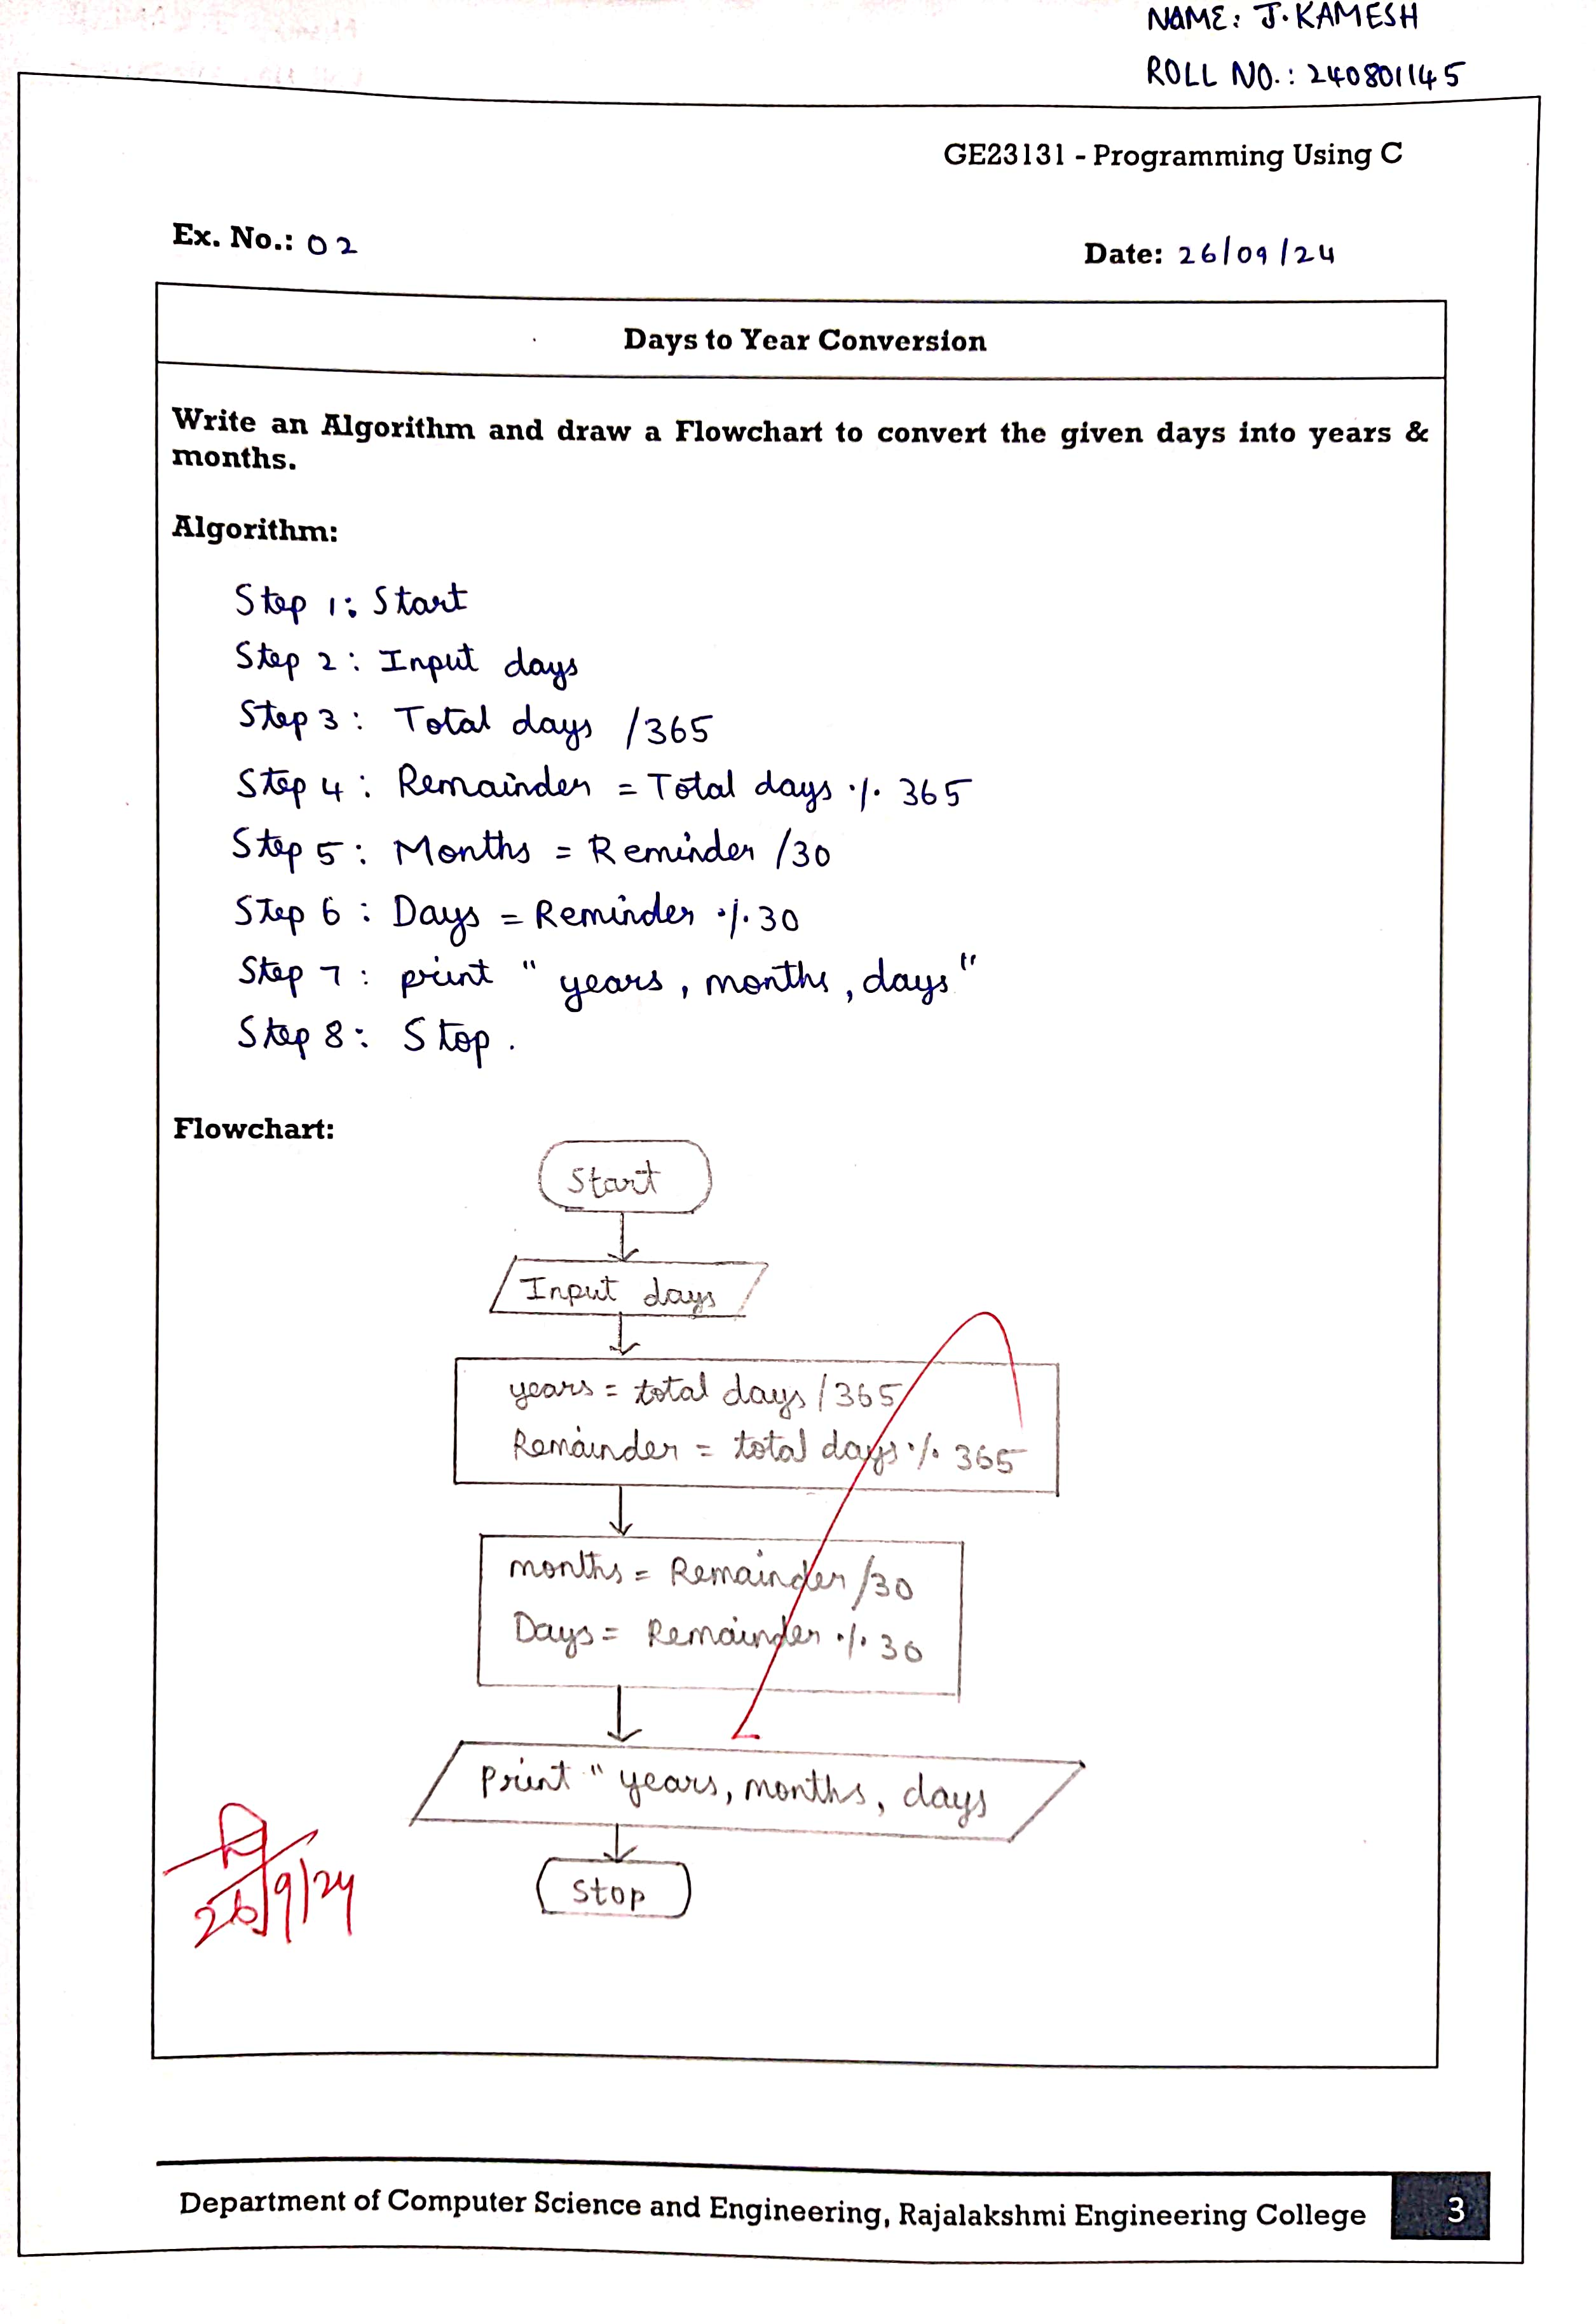 NAME: J.KAMESH
ROLL NO.: 240801145
GE23131 - Programming Using C
Ex. No.: 02
Date: 26/09/24
Days to Year Conversion
Write an Algorithm and draw a Flowchart to convert the given days into years &
months.
Algorithm:
Step 1: Start
Step 2: Input days
Step 3: Total days /365
Step 4: Remainder = Total days % 365
Step 5: Months = Reminder /30
Step 6: Days = Reminder % 30
Step 7: print " years, months, days"
Step 8: Stop.
Flowchart:
Start
Input days
years = total days /365
Remainder = total days % 365
months = Remainder /30
Days = Remainder % 30
Print " years, months, days
Stop
26/9/24
Department of Computer Science and Engineering, Rajalakshmi Engineering College
3